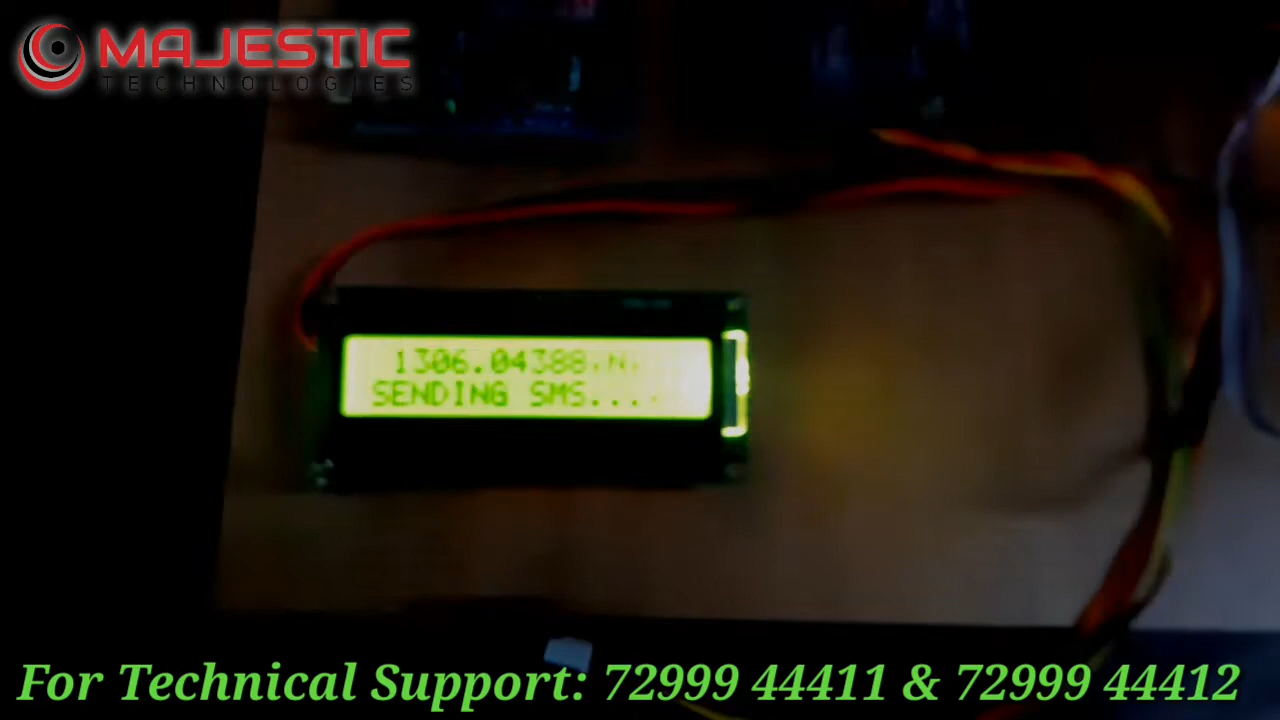 MAJESTIC
TECHNOLOGIES
1306.04388,N,
SENDING SMS....
For Technical Support: 72999 44411 & 72999 44412